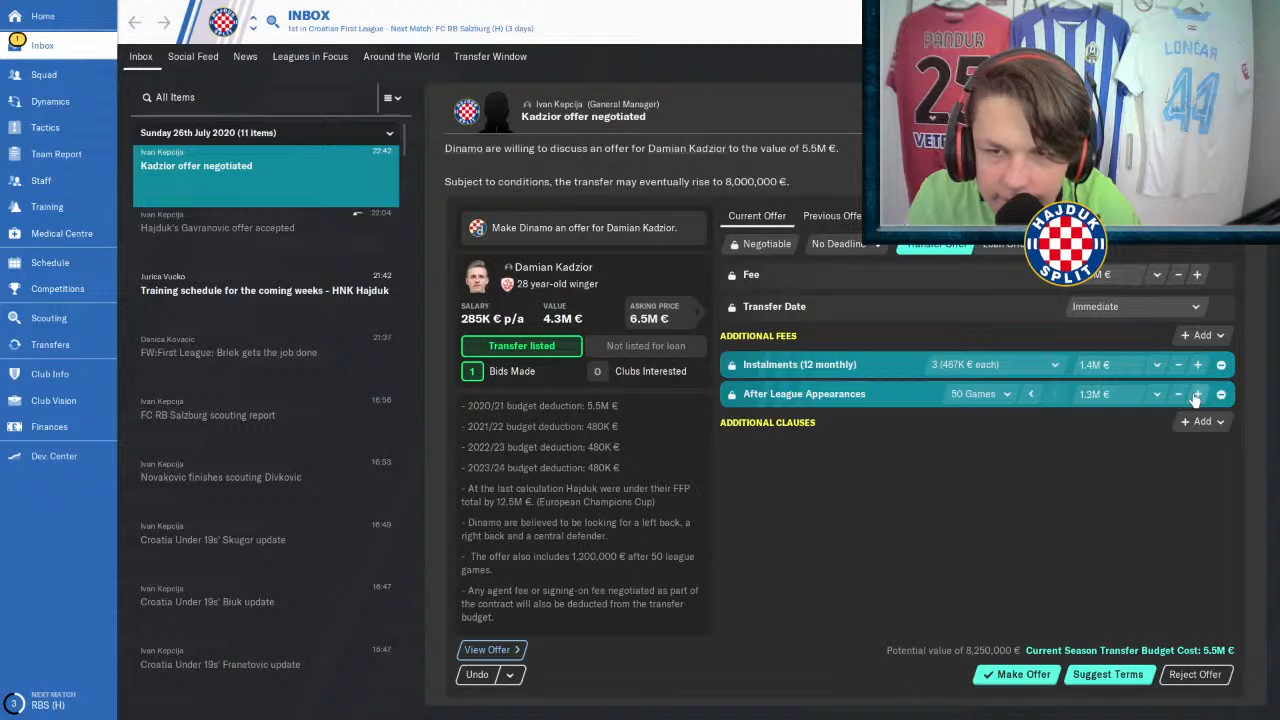 Home
INBOX
1st in Croatian First League - Next Match: FC RB Salzburg (H) (3 days)
1
Inbox
Inbox
Social Feed
News
Leagues in Focus
Around the World
Transfer Window
Squad
Dynamics
Tactics
Team Report
Staff
Training
Medical Centre
Schedule
Competitions
Scouting
Transfers
Club Info
Club Vision
Finances
Dev. Center
3
NEXT MATCH
RBS (H)
All Items
Sunday 26th July 2020 (11 items)
Ivan Kepcija
22:42
Kadzior offer negotiated
Ivan Kepcija
22:04
Hajduk's Gavranovic offer accepted
Jurica Vucko
21:42
Training schedule for the coming weeks - HNK Hajduk
Danica Kovacic
21:37
FW:First League: Brlek gets the job done
Ivan Kepcija
16:56
FC RB Salzburg scouting report
Ivan Kepcija
16:53
Novakovic finishes scouting Divkovic
Ivan Kepcija
16:49
Croatia Under 19s' Skugor update
Ivan Kepcija
16:47
Croatia Under 19s' Biuk update
Ivan Kepcija
16:47
Croatia Under 19s' Franetovic update
Ivan Kepcija (General Manager)
Kadzior offer negotiated
Dinamo are willing to discuss an offer for Damian Kadzior to the value of 5.5M €.
Subject to conditions, the transfer may eventually rise to 8,000,000 €.
Make Dinamo an offer for Damian Kadzior.
Damian Kadzior
28 year-old winger
SALARY
285K € p/a
VALUE
4.3M €
ASKING PRICE
6.5M €
Transfer listed
Not listed for loan
1 Bids Made
0 Clubs Interested
- 2020/21 budget deduction: 5.5M €
- 2021/22 budget deduction: 480K €
- 2022/23 budget deduction: 480K €
- 2023/24 budget deduction: 480K €
- At the last calculation Hajduk were under their FFP
total by 12.5M €. (European Champions Cup)
- Dinamo are believed to be looking for a left back, a
right back and a central defender.
- The offer also includes 1,200,000 € after 50 league
games.
- Any agent fee or signing-on fee negotiated as part of
the contract will also be deducted from the transfer
budget.
View Offer
Undo
Current Offer
Previous Offe
Negotiable
No Deadline
Transfer Offer
Fee
M €
Transfer Date
Immediate
ADDITIONAL FEES
+ Add
Instalments (12 monthly)
3 (467K € each)
1.4M €
After League Appearances
50 Games
1.2M €
ADDITIONAL CLAUSES
+ Add
Potential value of 8,250,000 € Current Season Transfer Budget Cost: 5.5M €
Make Offer
Suggest Terms
Reject Offer
PANDUR
25
VET
LONČAR
44
HAJDUK
SPLIT
HAJDUK
SPLIT